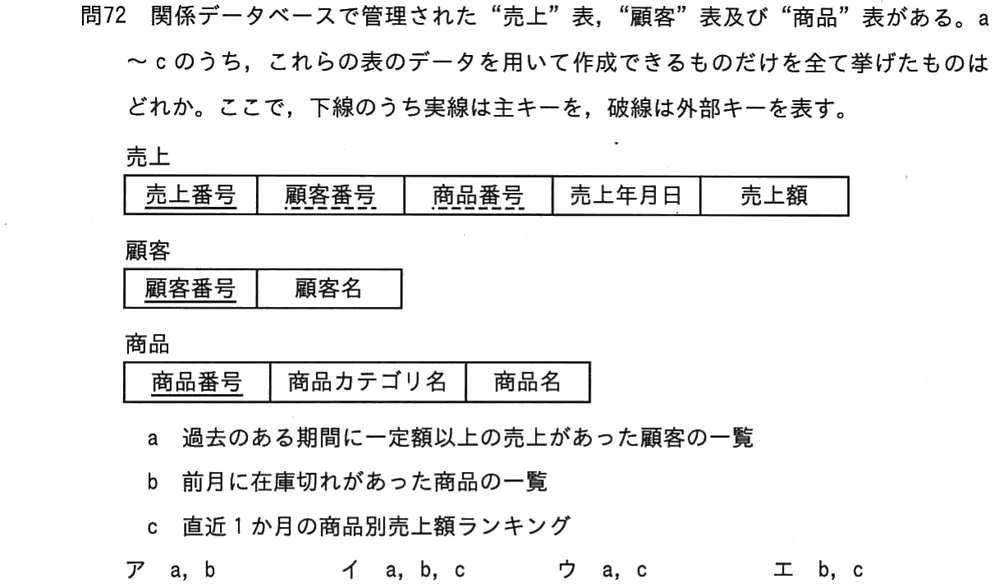 問72　関係データベースで管理された“売上”表，“顧客”表及び“商品”表がある。a
～cのうち，これらの表のデータを用いて作成できるものだけを全て挙げたものは
どれか。ここで，下線のうち実線は主キーを，破線は外部キーを表す。
売上
売上番号　顧客番号　商品番号　売上年月日　売上額
顧客
顧客番号　顧客名
商品
商品番号　商品カテゴリ名　商品名
a　過去のある期間に一定額以上の売上があった顧客の一覧
b　前月に在庫切れがあった商品の一覧
c　直近１か月の商品別売上額ランキング
ア　a，b　イ　a，b，c　ウ　a，c　エ　b，c